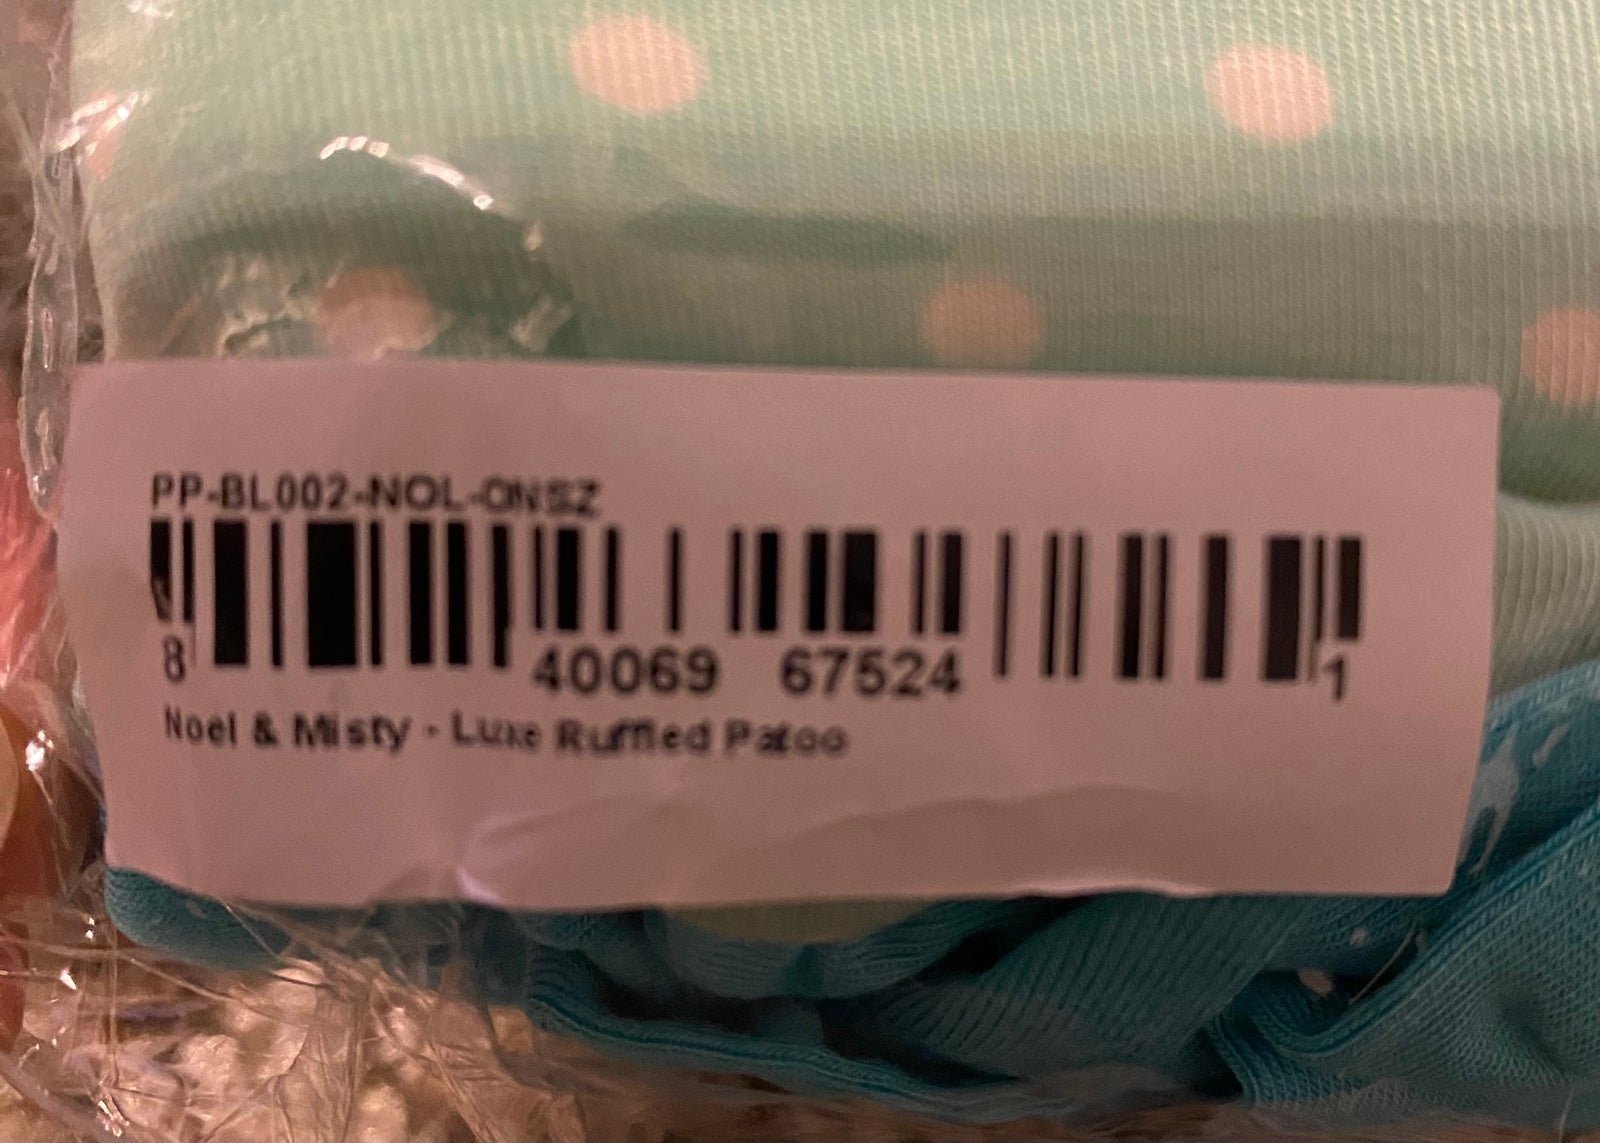 PP-BL002-NOL-ONSZ
8 40069 67524 1
Noel & Misty - Luxe Ruffled Patoo